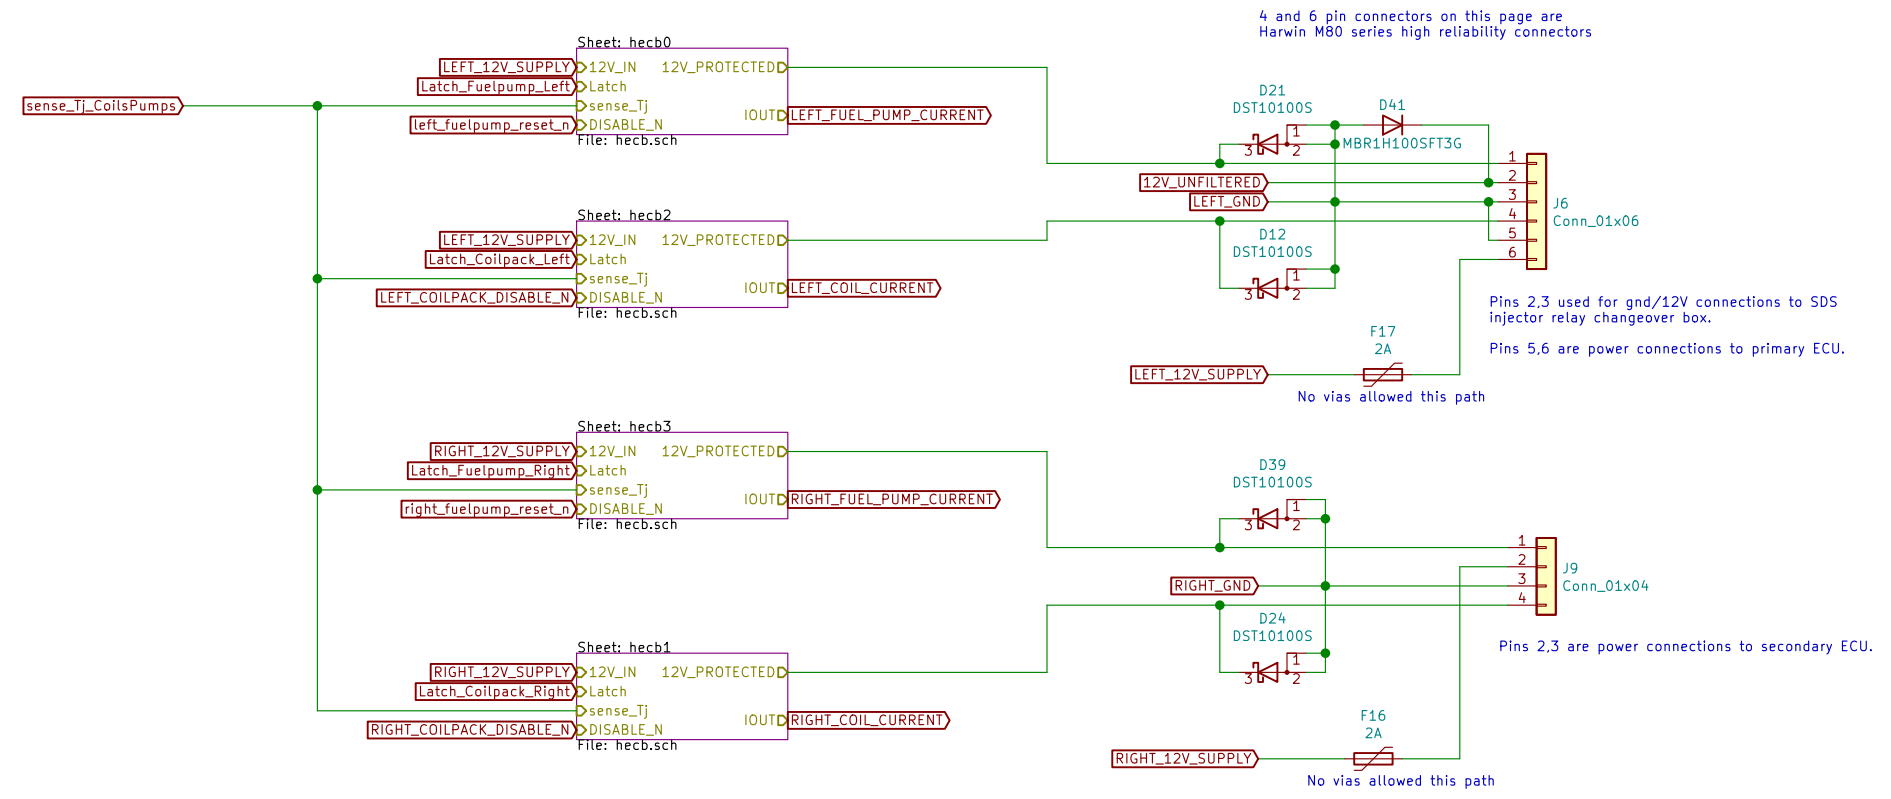 4 and 6 pin connectors on this page are
Harwin M80 series high reliability connectors
sense_Tj_CoilsPumps
Sheet: hecb0
LEFT_12V_SUPPLY
Latch_Fuelpump_Left
left_fuelpump_reset_n
12V_IN
Latch
sense_Tj
DISABLE_N
12V_PROTECTED
IOUT
LEFT_FUEL_PUMP_CURRENT
File: hecb.sch
Sheet: hecb2
LEFT_12V_SUPPLY
Latch_Coilpack_Left
LEFT_COILPACK_DISABLE_N
12V_IN
Latch
sense_Tj
DISABLE_N
12V_PROTECTED
IOUT
LEFT_COIL_CURRENT
File: hecb.sch
D21
DST10100S
1
2
3
D41
MBR1H100SFT3G
12V_UNFILTERED
LEFT_GND
D12
DST10100S
1
2
3
1
2
3
4
5
6
J6
Conn_01x06
Pins 2,3 used for gnd/12V connections to SDS
injector relay changeover box.
Pins 5,6 are power connections to primary ECU.
F17
2A
LEFT_12V_SUPPLY
No vias allowed this path
Sheet: hecb3
RIGHT_12V_SUPPLY
Latch_Fuelpump_Right
right_fuelpump_reset_n
12V_IN
Latch
sense_Tj
DISABLE_N
12V_PROTECTED
IOUT
RIGHT_FUEL_PUMP_CURRENT
File: hecb.sch
Sheet: hecb1
RIGHT_12V_SUPPLY
Latch_Coilpack_Right
RIGHT_COILPACK_DISABLE_N
12V_IN
Latch
sense_Tj
DISABLE_N
12V_PROTECTED
IOUT
RIGHT_COIL_CURRENT
File: hecb.sch
D39
DST10100S
1
2
3
RIGHT_GND
D24
DST10100S
1
2
3
1
2
3
4
J9
Conn_01x04
Pins 2,3 are power connections to secondary ECU.
F16
2A
RIGHT_12V_SUPPLY
No vias allowed this path